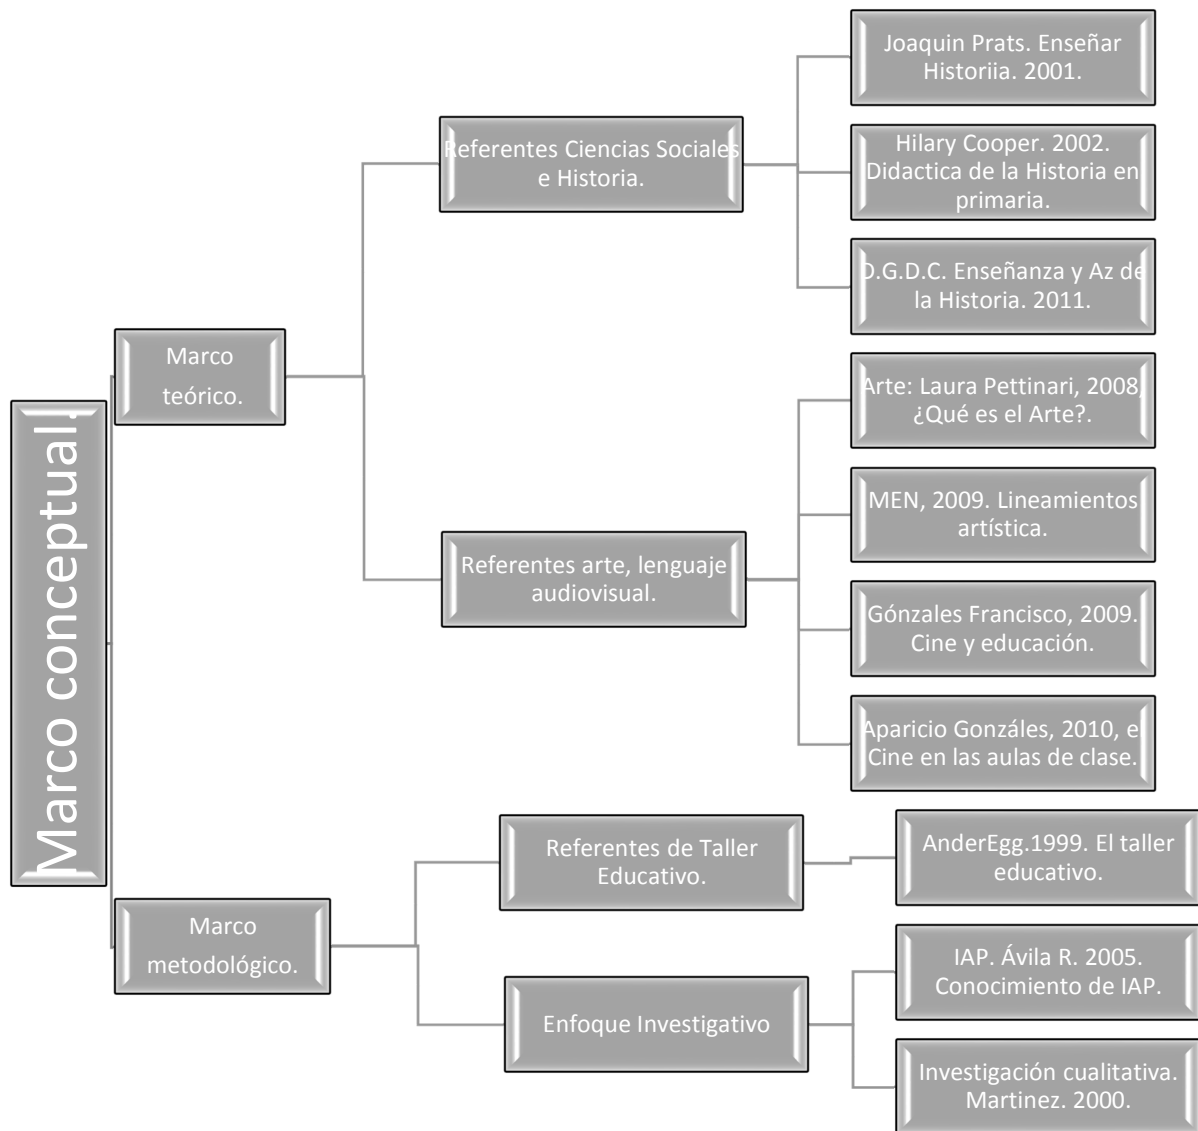 Marco conceptual.
Marco
teórico.
Referentes Ciencias Sociales
e Historia.
Joaquin Prats. Enseñar
Historiia. 2001.
Hilary Cooper. 2002.
Didactica de la Historia en
primaria.
D.G.D.C. Enseñanza y Az de
la Historia. 2011.
Referentes arte, lenguaje
audiovisual.
Arte: Laura Pettinari, 2008,
¿Qué es el Arte?.
MEN, 2009. Lineamientos
artística.
Gónzales Francisco, 2009.
Cine y educación.
Aparicio Gonzáles, 2010, e
Cine en las aulas de clase.
Marco
metodológico.
Referentes de Taller
Educativo.
AnderEgg.1999. El taller
educativo.
Enfoque Investigativo
IAP. Ávila R. 2005.
Conocimiento de IAP.
Investigación cualitativa.
Martinez. 2000.